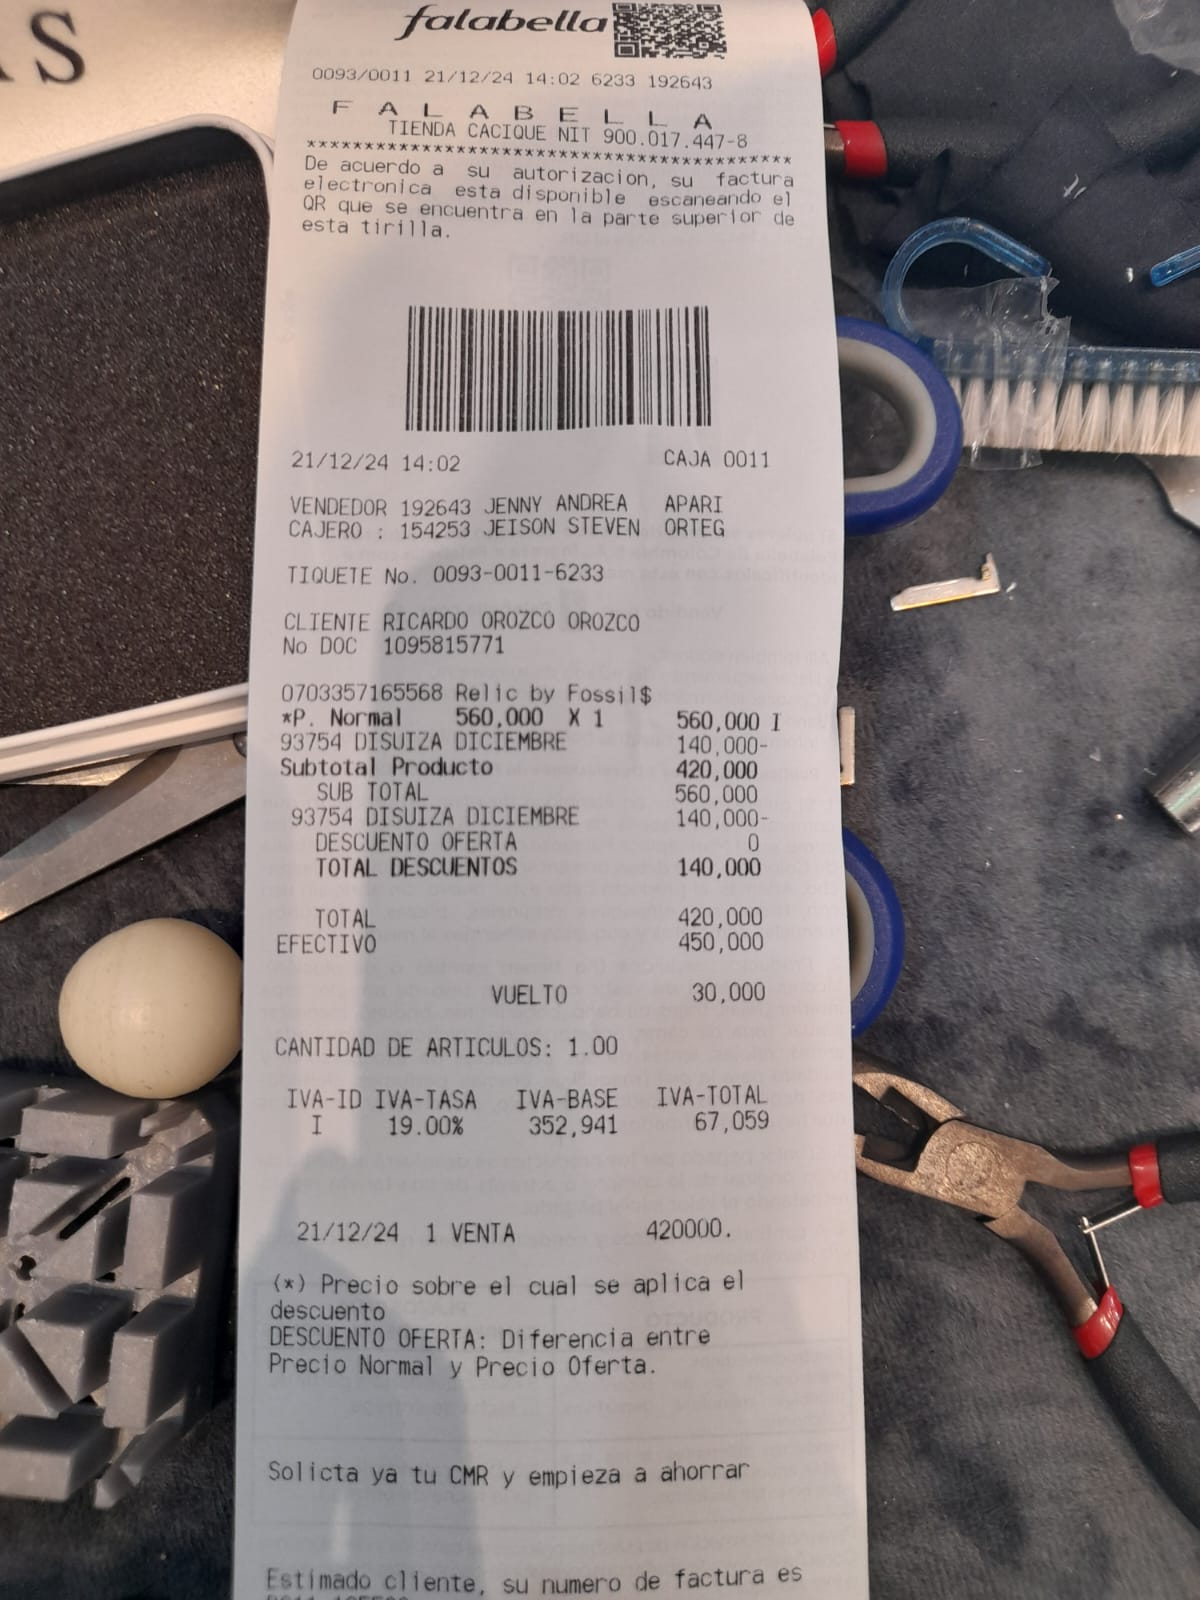 AS
falabella
0093/0011 21/12/24 14:02 6233 192643
F A L A B E L L A
TIENDA CACIQUE NIT 900.017.447-8
******************************************
De acuerdo a su autorizacion, su factura
electronica esta disponible escaneando el
QR que se encuentra en la parte superior de
esta tirilla.
21/12/24 14:02 CAJA 0011
VENDEDOR 192643 JENNY ANDREA APARI
CAJERO : 154253 JEISON STEVEN ORTEG
TIQUETE No. 0093-0011-6233
CLIENTE RICARDO OROZCO OROZCO
No DOC 1095815771
0703357165568 Relic by Fossil$
*P. Normal 560,000 X 1 560,000 I
93754 DISUIZA DICIEMBRE 140,000-
Subtotal Producto 420,000
SUB TOTAL 560,000
93754 DISUIZA DICIEMBRE 140,000-
DESCUENTO OFERTA 0
TOTAL DESCUENTOS 140,000
TOTAL 420,000
EFECTIVO 450,000
VUELTO 30,000
CANTIDAD DE ARTICULOS: 1.00
IVA-ID IVA-TASA IVA-BASE IVA-TOTAL
I 19.00% 352,941 67,059
21/12/24 1 VENTA 420000.
(*) Precio sobre el cual se aplica el
descuento
DESCUENTO OFERTA: Diferencia entre
Precio Normal y Precio Oferta.
Solicta ya tu CMR y empieza a ahorrar
Estimado cliente, su numero de factura es